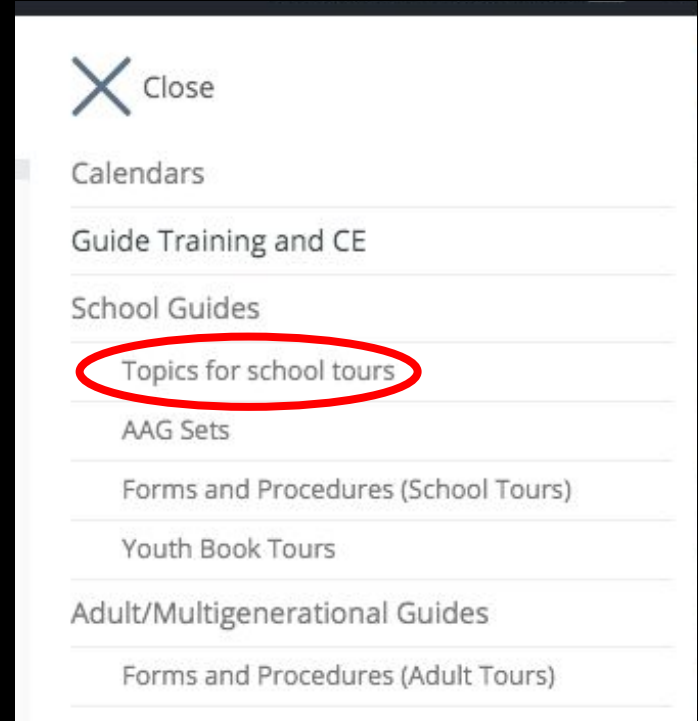 Close
Calendars
Guide Training and CE
School Guides
Topics for school tours
AAG Sets
Forms and Procedures (School Tours)
Youth Book Tours
Adult/Multigenerational Guides
Forms and Procedures (Adult Tours)